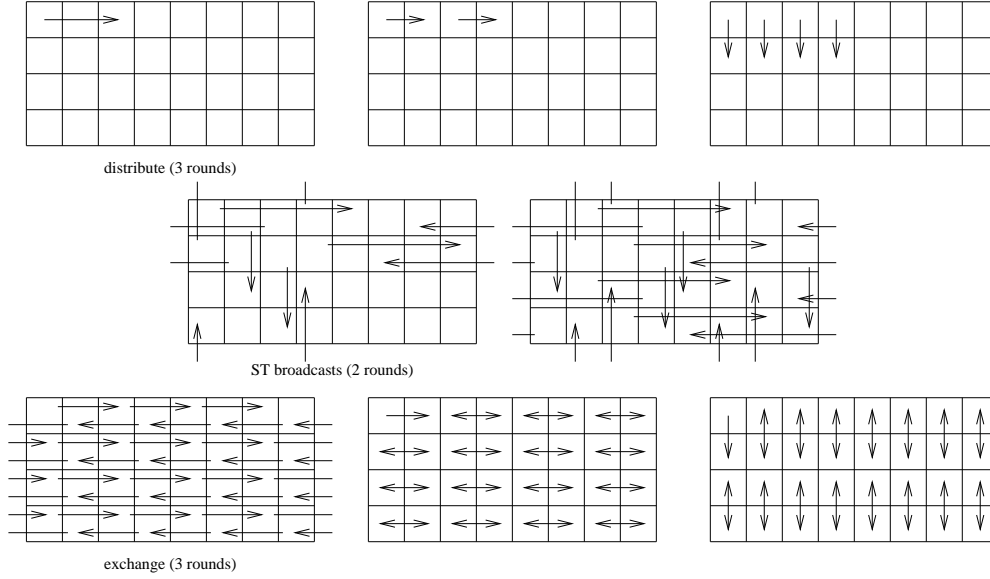 distribute (3 rounds)
ST broadcasts (2 rounds)
exchange (3 rounds)